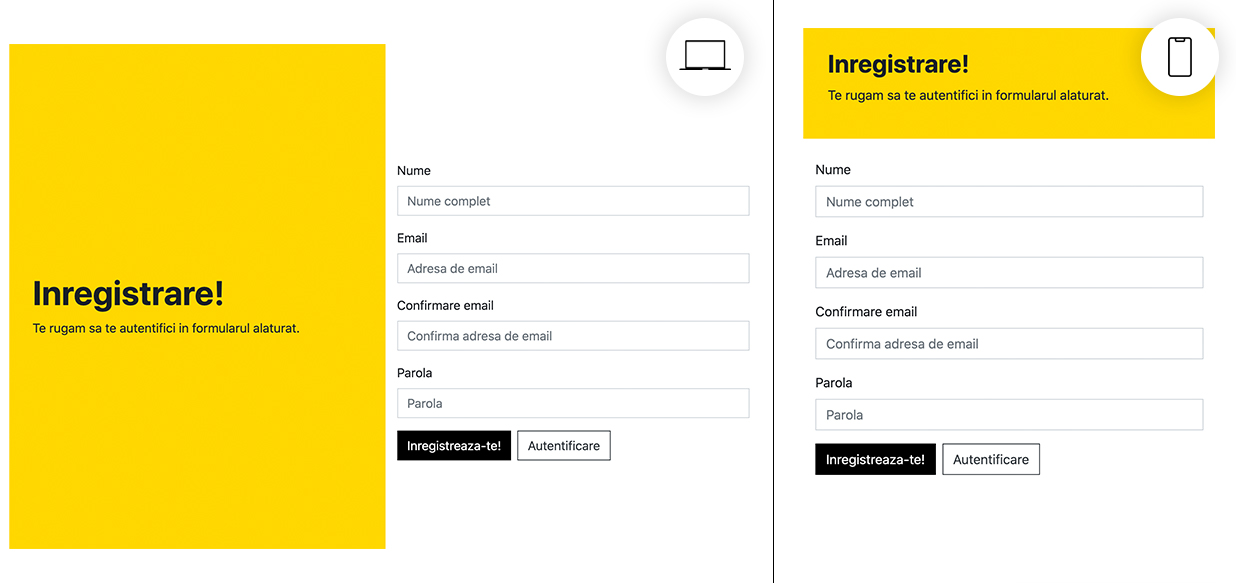 Inregistrare!
Te rugam sa te autentifici in formularul alaturat.
Nume
Nume complet
Email
Adresa de email
Confirmare email
Confirma adresa de email
Parola
Parola
Inregistreaza-te! Autentificare
Inregistrare!
Te rugam sa te autentifici in formularul alaturat.
Nume
Nume complet
Email
Adresa de email
Confirmare email
Confirma adresa de email
Parola
Parola
Inregistreaza-te! Autentificare